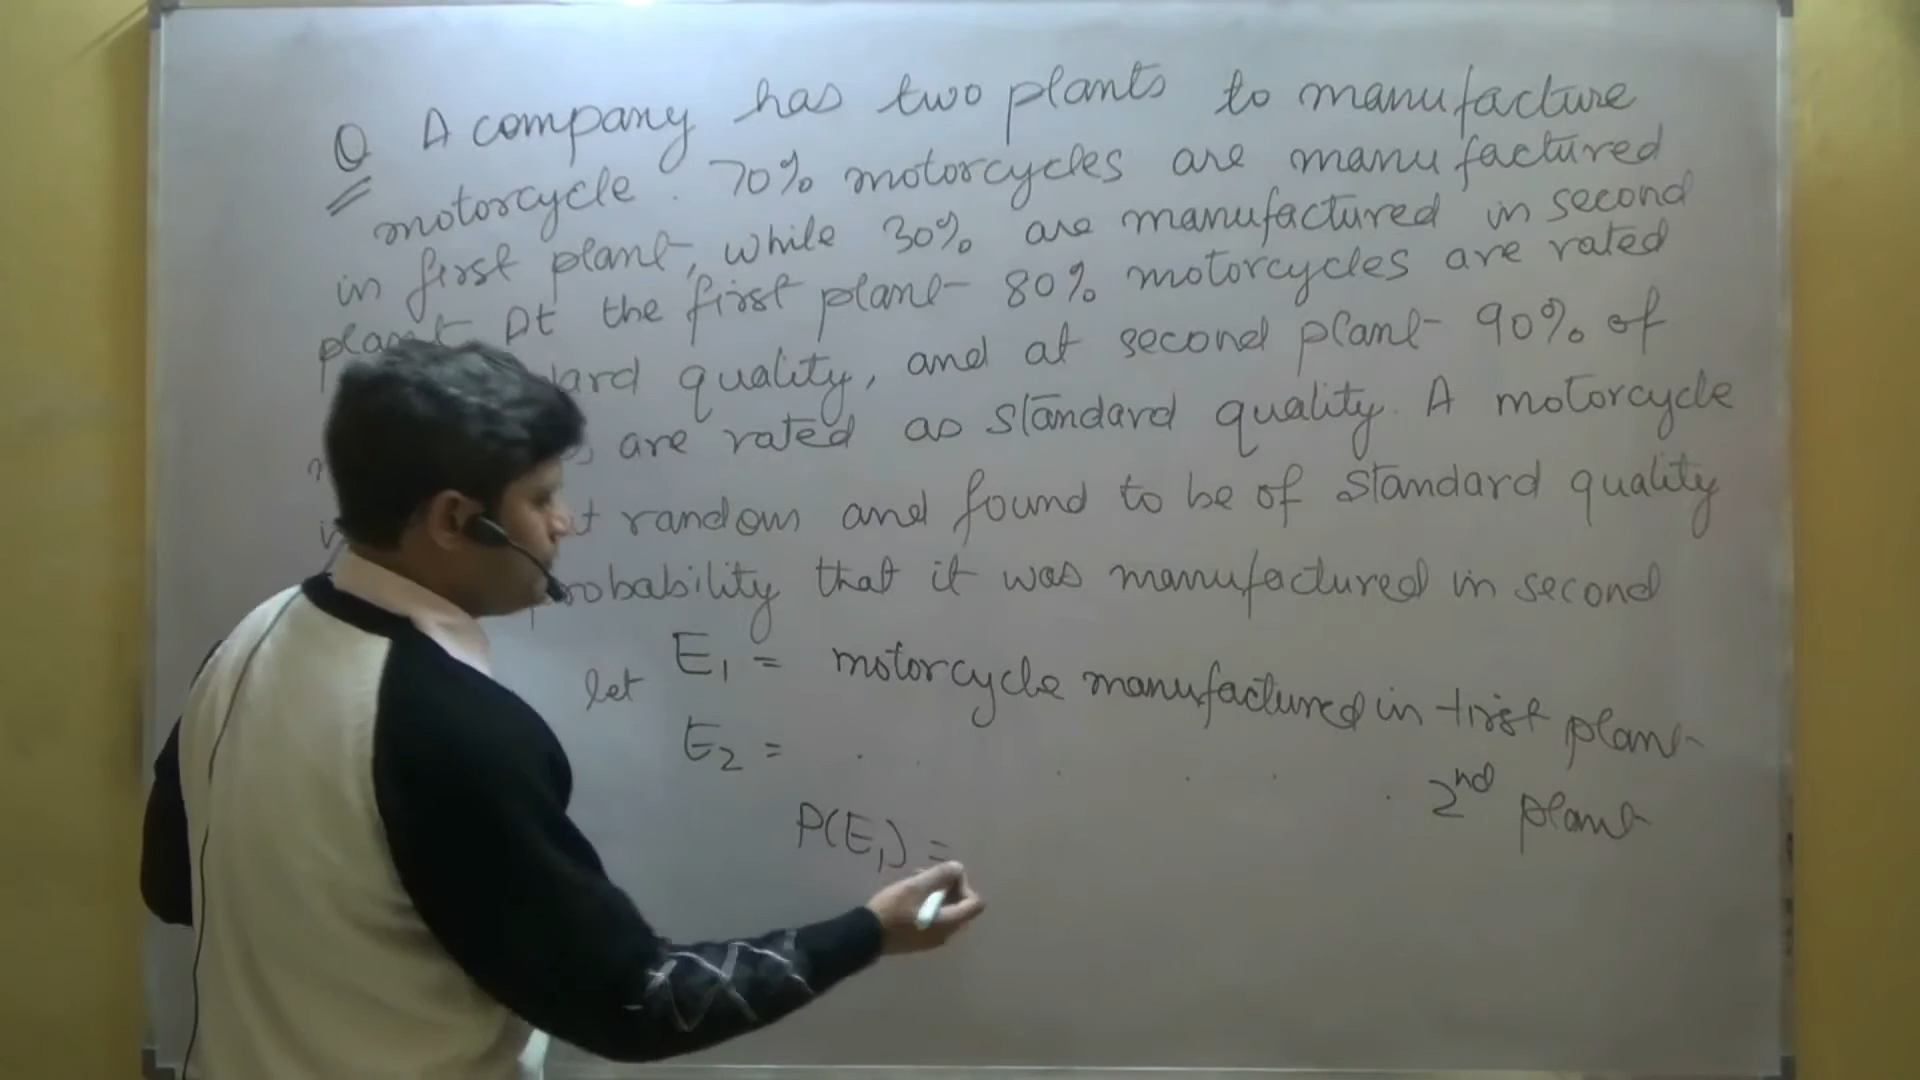 Q A company has two plants to manufacture
motorcycle. 70% motorcycles are manufactured
in first plant, while 30% are manufactured in second
plant At the first plant 80% motorcycles are rated
quality, and at second plant 90% of
are rated as standard quality. A motorcycle
random and found to be of standard quality
probability that it was manufactured in second
let E₁ = motorcycle manufactured in first plant
E₂ = . . . . . . 2nd plant
P(E₁) =